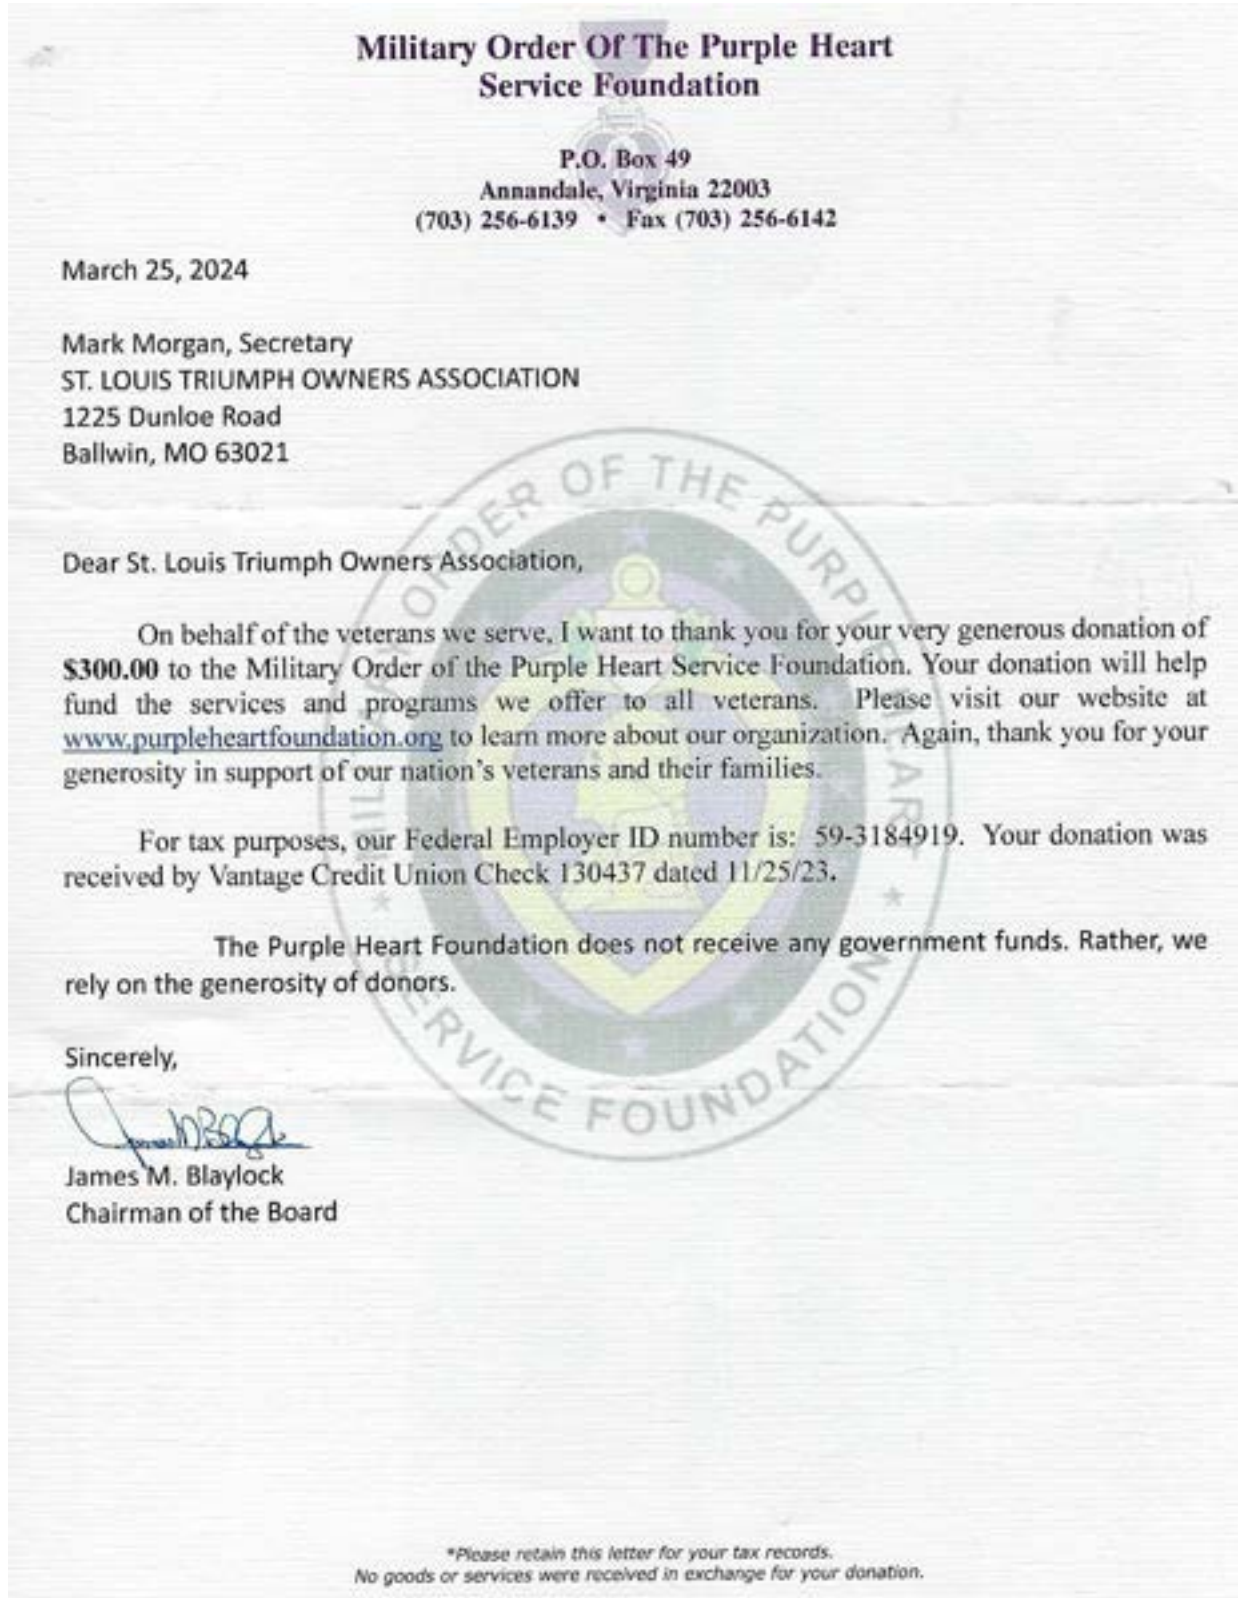 Military Order Of The Purple Heart
Service Foundation
P.O. Box 49
Annandale, Virginia 22003
(703) 256-6139 • Fax (703) 256-6142
March 25, 2024
Mark Morgan, Secretary
ST. LOUIS TRIUMPH OWNERS ASSOCIATION
1225 Dunloe Road
Ballwin, MO 63021
Dear St. Louis Triumph Owners Association,
On behalf of the veterans we serve, I want to thank you for your very generous donation of
$300.00 to the Military Order of the Purple Heart Service Foundation. Your donation will help
fund the services and programs we offer to all veterans. Please visit our website at
www.purpleheartfoundation.org to learn more about our organization. Again, thank you for your
generosity in support of our nation's veterans and their families.
For tax purposes, our Federal Employer ID number is: 59-3184919. Your donation was
received by Vantage Credit Union Check 130437 dated 11/25/23.
The Purple Heart Foundation does not receive any government funds. Rather, we
rely on the generosity of donors.
Sincerely,
James M. Blaylock
Chairman of the Board
*Please retain this letter for your tax records.
No goods or services were received in exchange for your donation.
MILITARY ORDER OF THE PURPLE HEART
* SERVICE FOUNDATION *